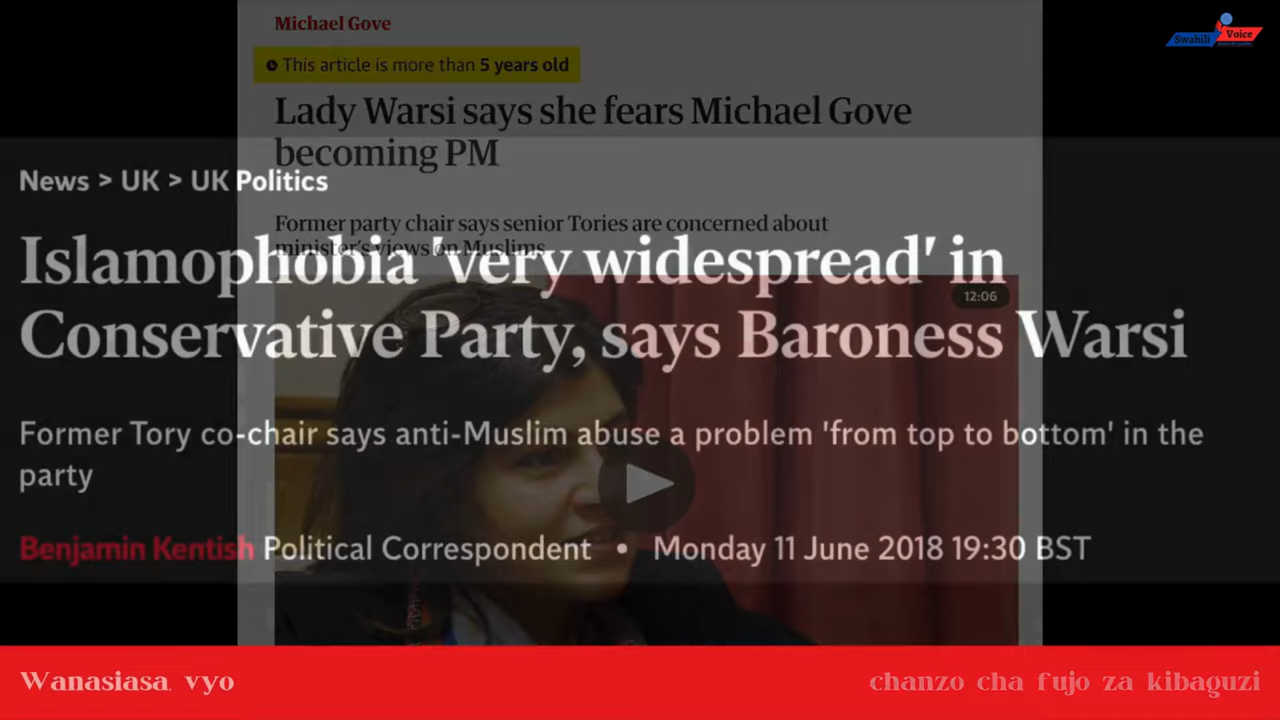 Michael Gove
Swahili Voice
This article is more than 5 years old
Lady Warsi says she fears Michael Gove
becoming PM
News > UK > UK Politics
Former party chair says senior Tories are concerned about
minister's views on Muslims
Islamophobia 'very widespread' in
Conservative Party, says Baroness Warsi
12:06
Former Tory co-chair says anti-Muslim abuse a problem 'from top to bottom' in the
party
Benjamin Kentish Political Correspondent • Monday 11 June 2018 19:30 BST
Wanasiasa, vyo
chanzo cha fujo za kibaguzi